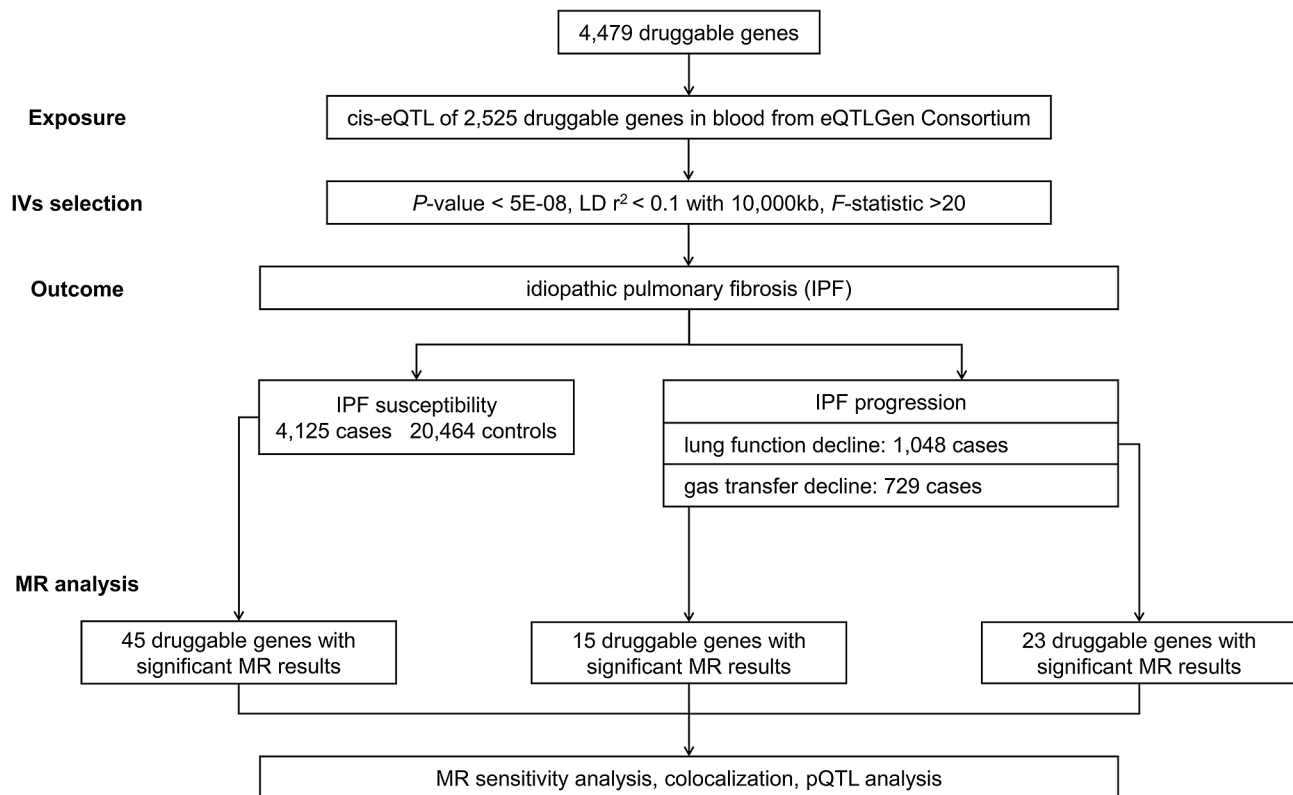 4,479 druggable genes
Exposure
cis-eQTL of 2,525 druggable genes in blood from eQTLGen Consortium
IVs selection
P-value < 5E-08, LD r² < 0.1 with 10,000kb, F-statistic >20
Outcome
idiopathic pulmonary fibrosis (IPF)
IPF susceptibility
4,125 cases 20,464 controls
IPF progression
lung function decline: 1,048 cases
gas transfer decline: 729 cases
MR analysis
45 druggable genes with
significant MR results
15 druggable genes with
significant MR results
23 druggable genes with
significant MR results
MR sensitivity analysis, colocalization, pQTL analysis